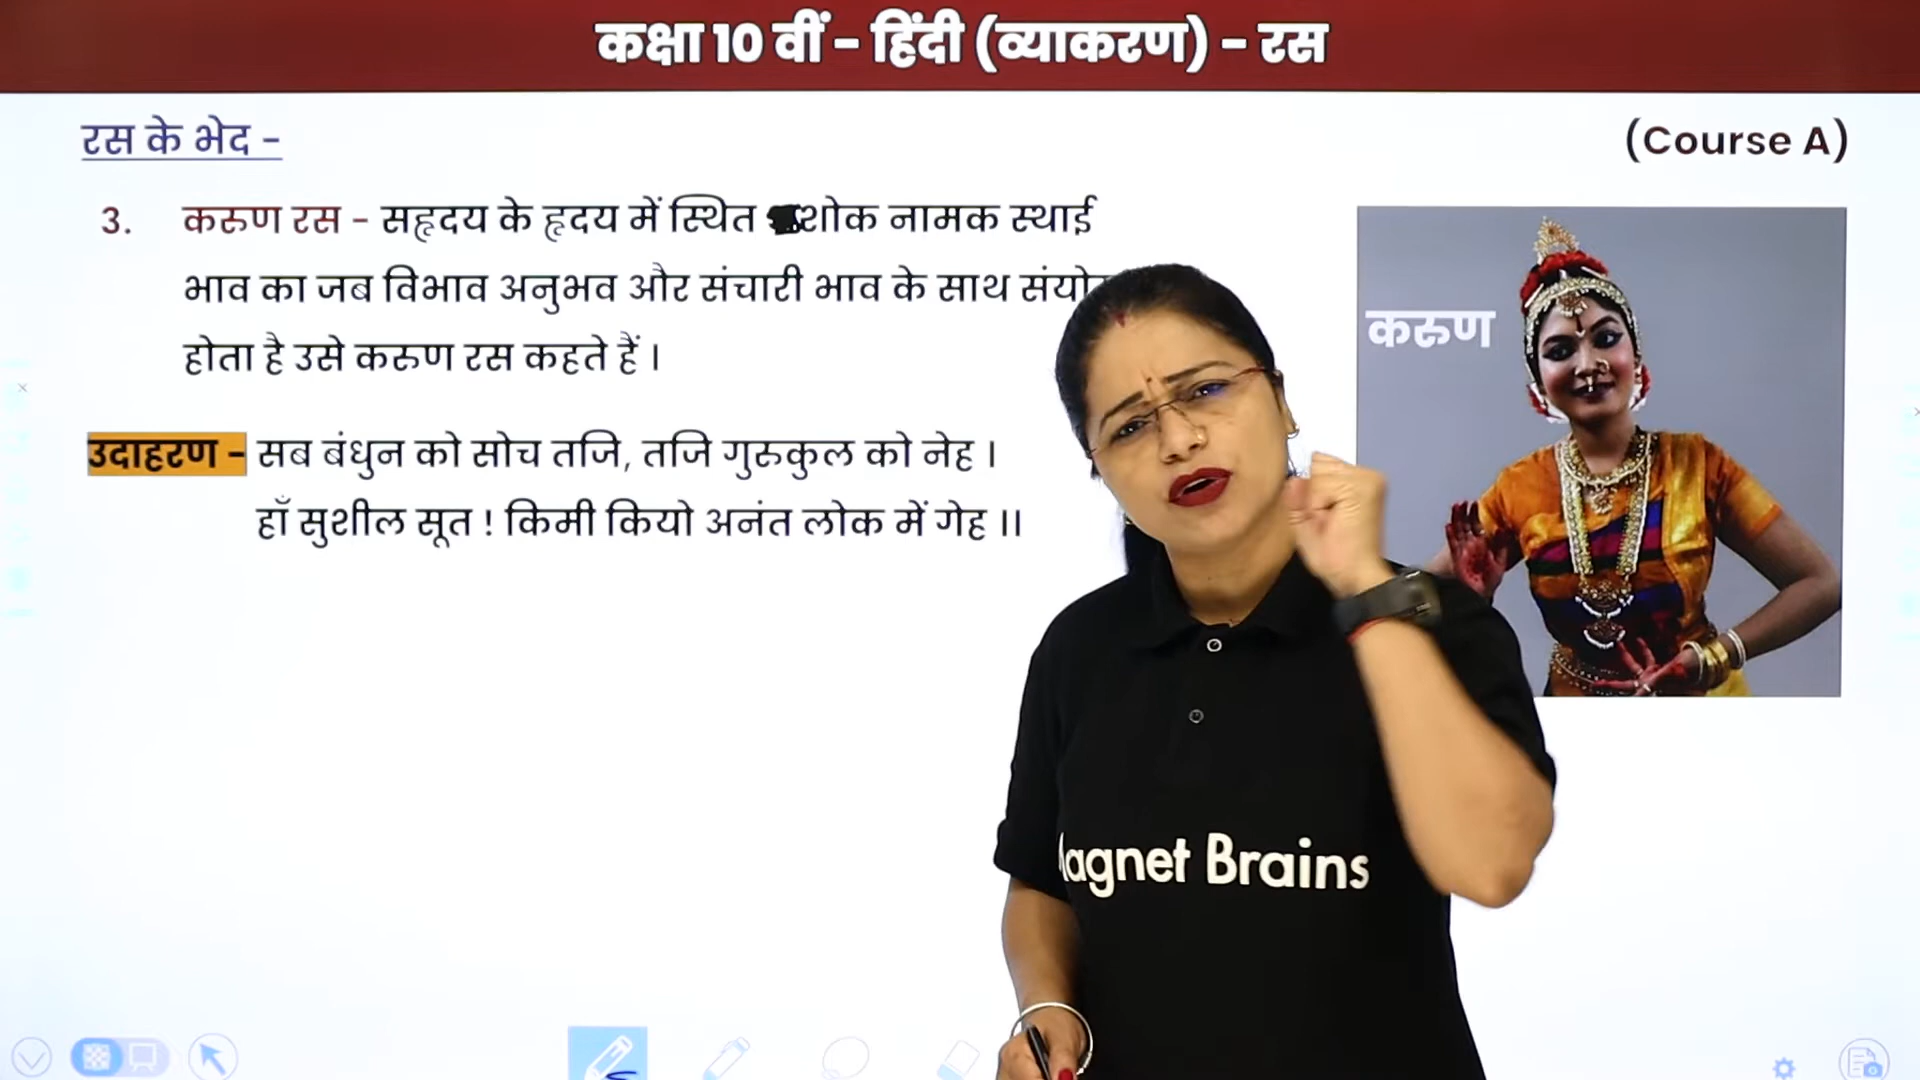 कक्षा 10 वीं - हिंदी (व्याकरण) - रस
रस के भेद -
(Course A)
3. करुण रस - सहृदय के हृदय में स्थित शोक नामक स्थाई
भाव का जब विभाव अनुभव और संचारी भाव के साथ
होता है उसे करुण रस कहते हैं ।
करुण
उदाहरण - सब बंधुन को सोच तजि, तजि गुरुकुल को नेह ।
हाँ सुशील सूत ! किमी कियो अनंत लोक में गेह ।।
Brains